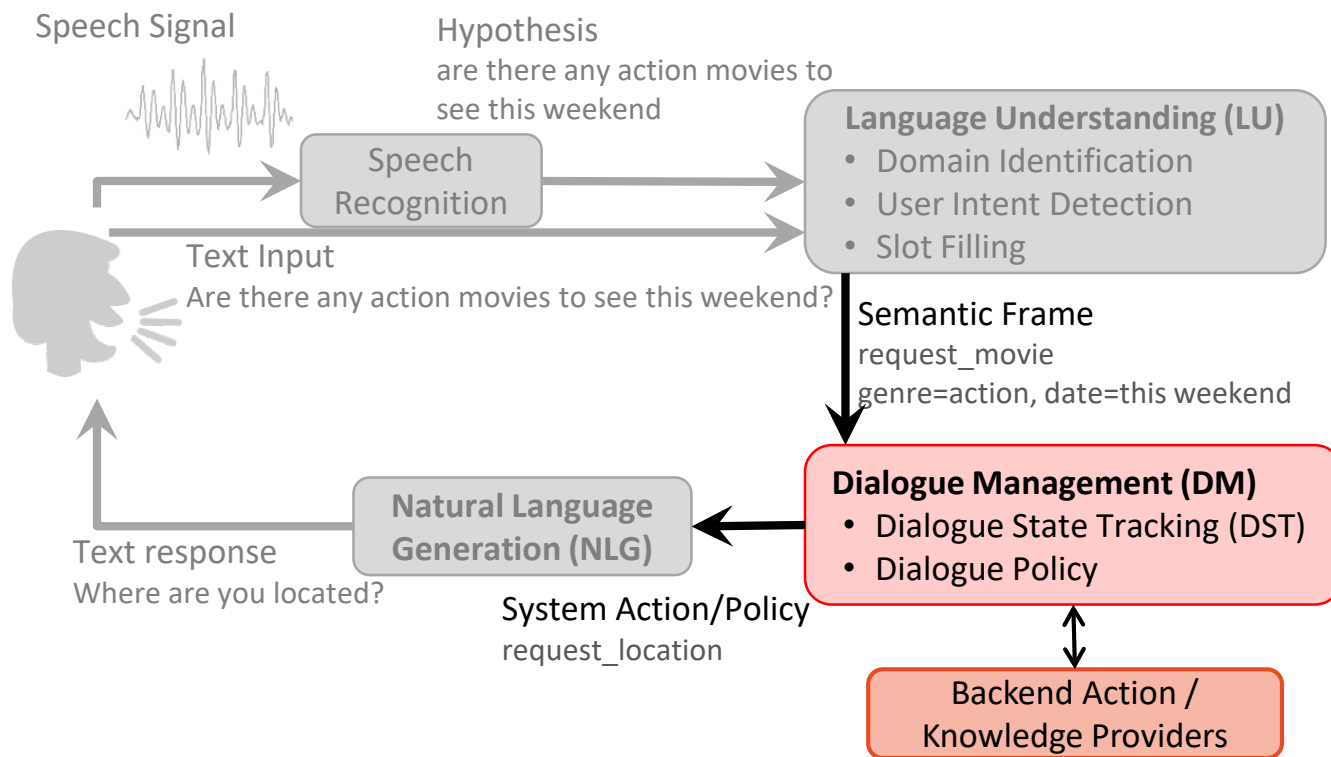 Speech Signal
Hypothesis
are there any action movies to
see this weekend
Speech
Recognition
Language Understanding (LU)
• Domain Identification
• User Intent Detection
• Slot Filling
Text Input
Are there any action movies to see this weekend?
Semantic Frame
request_movie
genre=action, date=this weekend
Dialogue Management (DM)
• Dialogue State Tracking (DST)
• Dialogue Policy
Natural Language
Generation (NLG)
Text response
Where are you located?
System Action/Policy
request_location
Backend Action /
Knowledge Providers